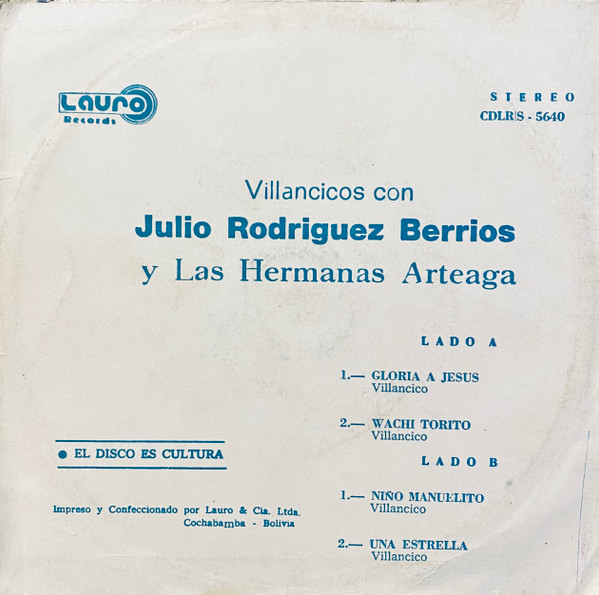 Lauro
Records
STEREO
CDLR|S - 5640
Villancicos con
Julio Rodriguez Berrios
y Las Hermanas Arteaga
LADO A
1.— GLORIA A JESUS
Villancico
2.— WACHI TORITO
Villancico
LADO B
1.— NIÑO MANUELITO
Villancico
2.— UNA ESTRELLA
Villancico
● EL DISCO ES CULTURA
Impreso y Confeccionado por Lauro & Cia. Ltda.
Cochabamba - Bolivia